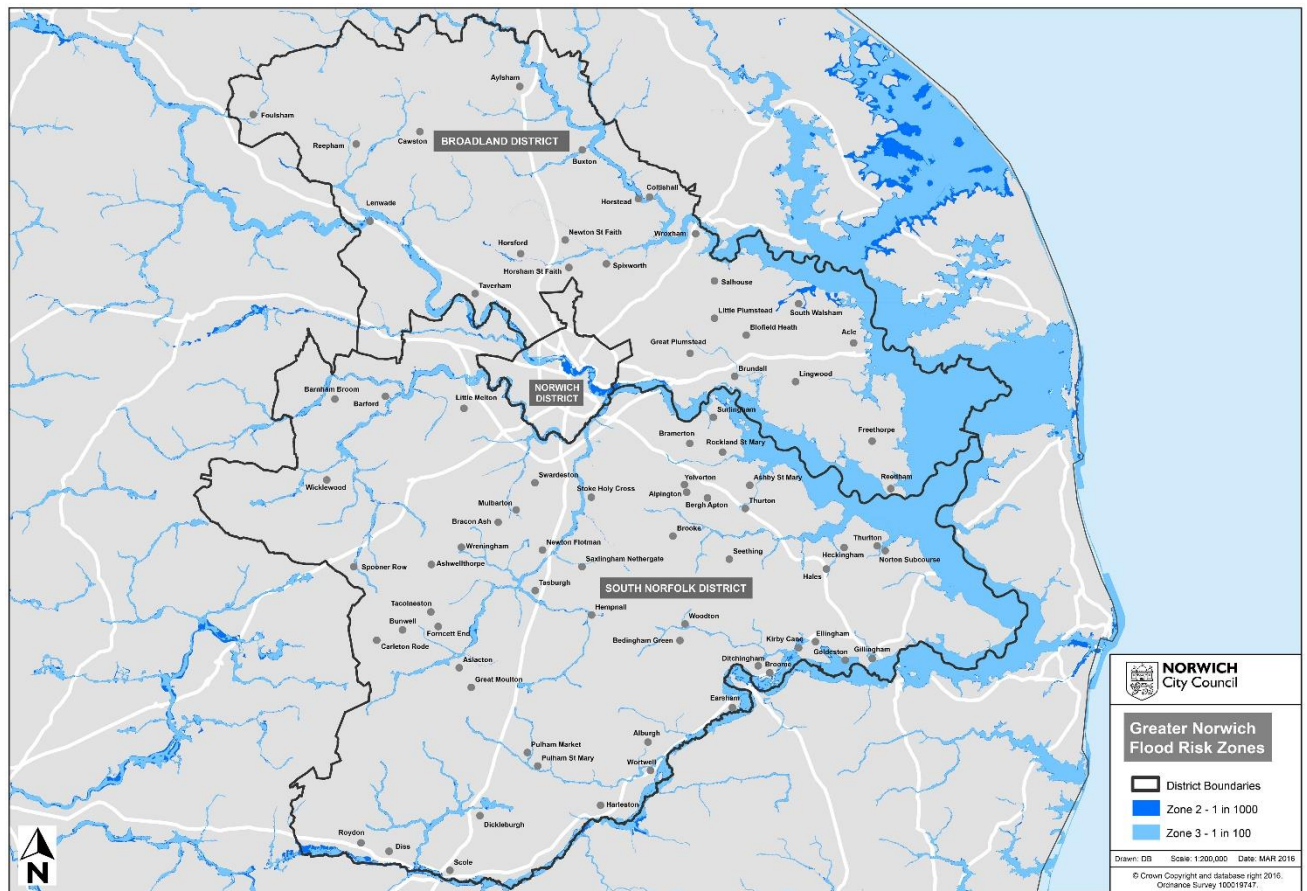 Aylsham
Foulsham
Cawston
Reepham
BROADLAND DISTRICT
Buxton
Coltishall
Horstead
Lenwade
Wroxham
Newton St Faith
Horsford
Horsham St Faith
Spixworth
Taverham
Salhouse
Little Plumstead
South Walsham
Blofield Heath
Acle
Great Plumstead
Brundall
Lingwood
NORWICH
DISTRICT
Barnham Broom
Barford
Little Melton
Surlingham
Bramerton
Rockland St Mary
Freethorpe
Wicklewood
Swardeston
Stoke Holy Cross
Yelverton
Alpington
Ashby St Mary
Bergh Apton
Thurton
Reedham
Mulbarton
Bracon Ash
Brooke
Wreningham
Newton Flotman
Seething
Thurlton
Heckingham
Norton Subcourse
Spooner Row
Ashwellthorpe
Saxlingham Nethergate
Hales
Tasburgh
SOUTH NORFOLK DISTRICT
Tacolneston
Hempnall
Woodton
Bunwell
Forncett End
Carleton Rode
Bedingham Green
Kirby Cane
Ellingham
Geldeston
Gillingham
Aslacton
Ditchingham
Broome
Great Moulton
Earsham
Alburgh
Pulham Market
Pulham St Mary
Wortwell
Harleston
Dickleburgh
Roydon
Diss
Scole
N
NORWICH
City Council
Greater Norwich
Flood Risk Zones
District Boundaries
Zone 2 - 1 in 1000
Zone 3 - 1 in 100
Drawn: DB Scale: 1:200,000 Date: MAR 2016
© Crown Copyright and database right 2016.
Ordnance Survey 100019747.